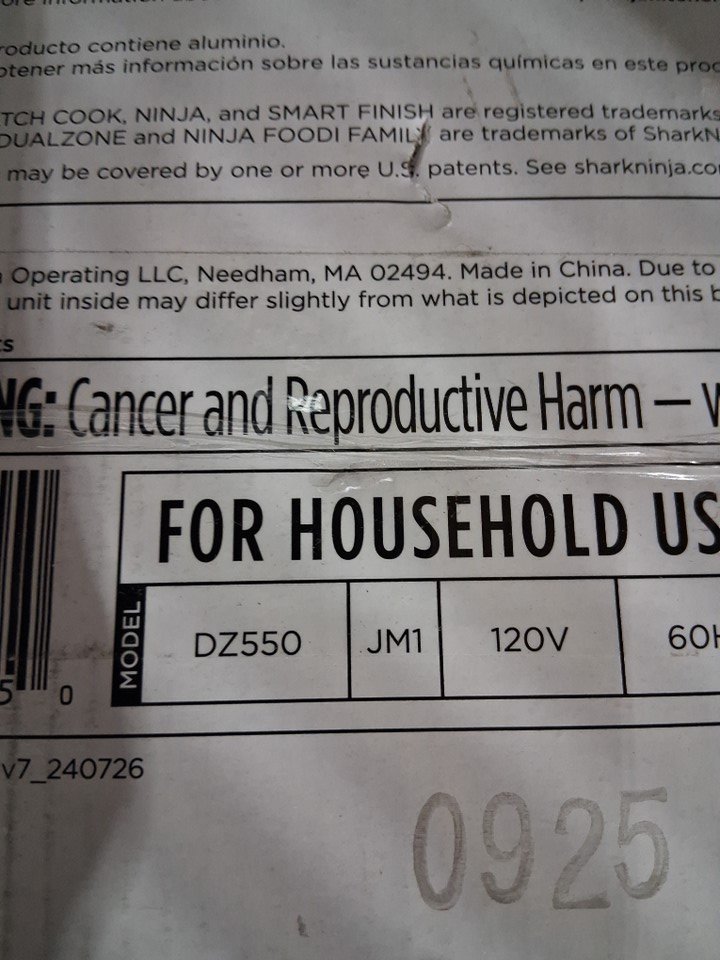 roducto contiene aluminio.
btener más información sobre las sustancias químicas en este proc
TCH COOK, NINJA, and SMART FINISH are registered trademarks
DUALZONE and NINJA FOODI FAMILY are trademarks of SharkN
may be covered by one or more U.S. patents. See sharkninja.co
Operating LLC, Needham, MA 02494. Made in China. Due to
unit inside may differ slightly from what is depicted on this b
ts
NG: Cancer and Reproductive Harm – w
FOR HOUSEHOLD US
MODEL DZ550 JM1 120V 60H
5 0
v7_240726
0925